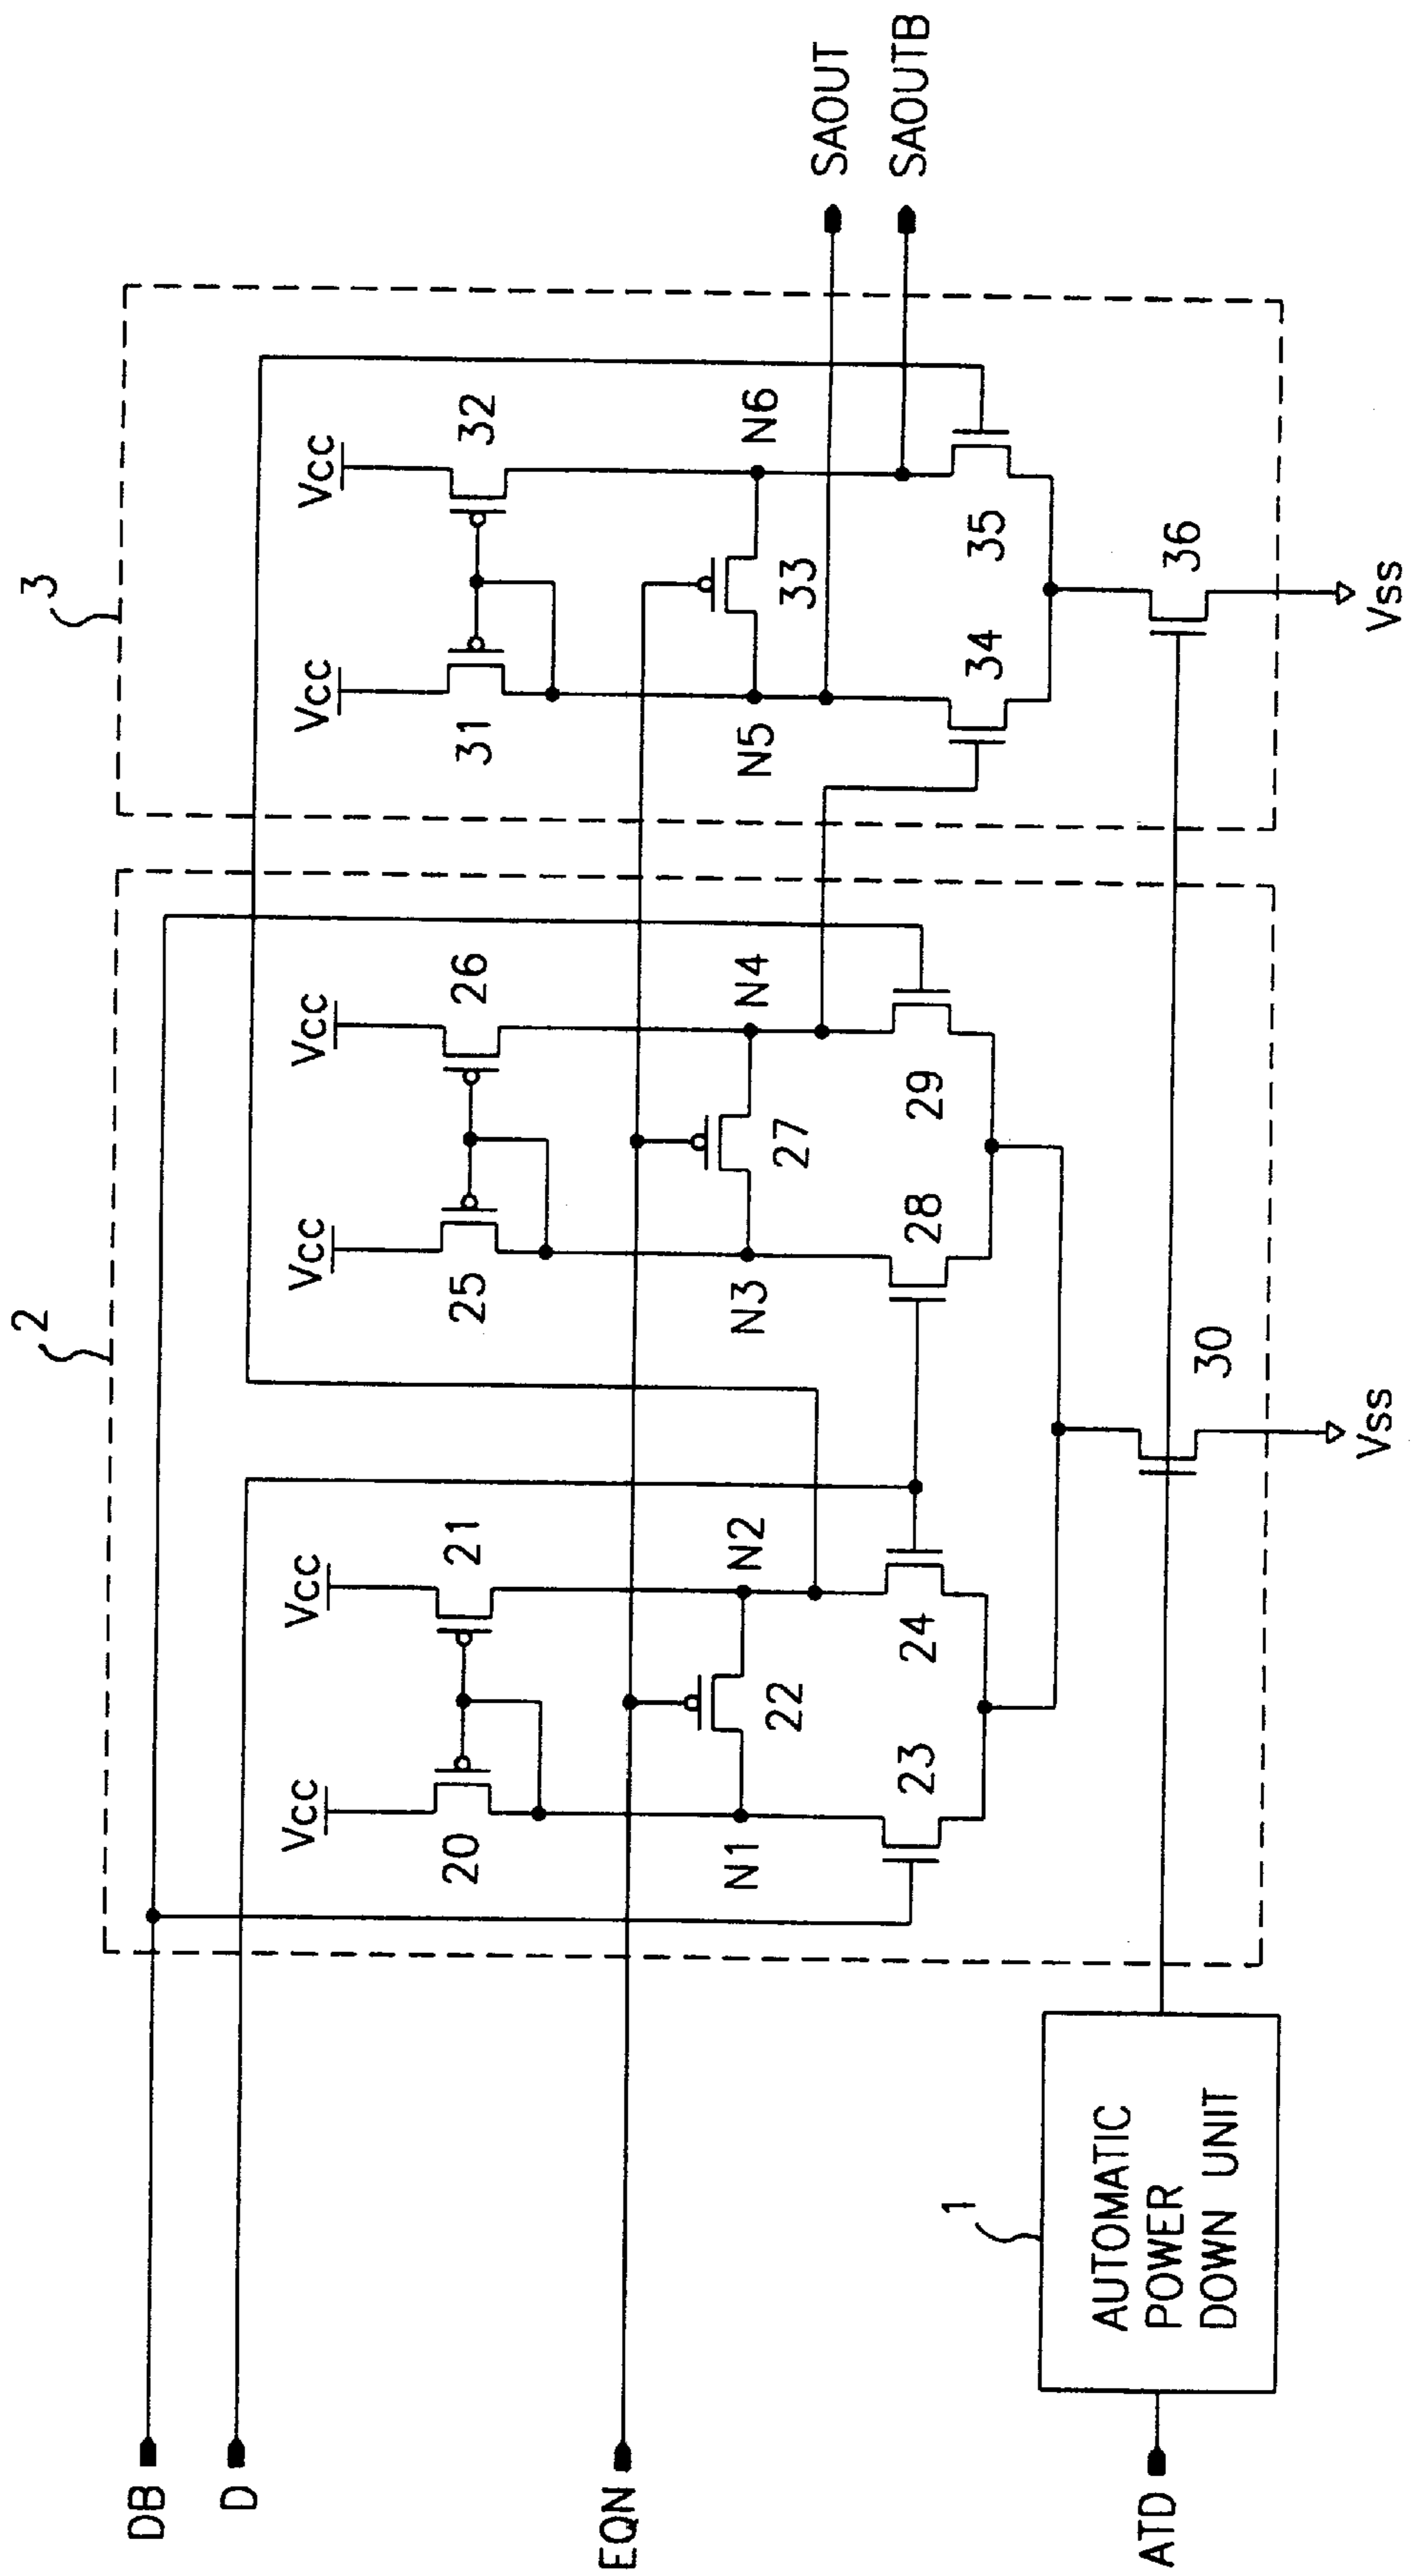 3
2
DB
D
EQN
ATD
1
AUTOMATIC
POWER
DOWN UNIT
Vcc
Vcc
20
21
N1
N2
22
23
24
Vcc
Vcc
25
26
N3
N4
27
28
29
30
Vss
Vcc
Vcc
31
32
N5
N6
33
34
35
36
Vss
SAOUT
SAOUTB